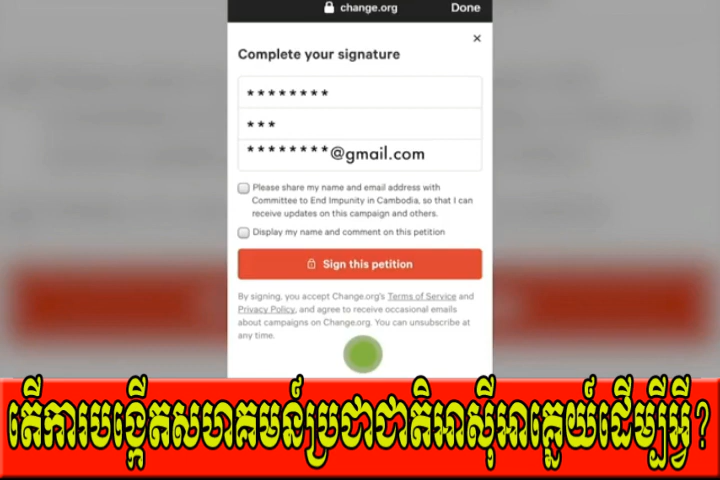 change.org
Done
×
Complete your signature
********
***
********@gmail.com
Please share my name and email address with
Committee to End Impunity in Cambodia, so that I can
receive updates on this campaign and others.
Display my name and comment on this petition
Sign this petition
By signing, you accept Change.org's Terms of Service and
Privacy Policy, and agree to receive occasional emails
about campaigns on Change.org. You can unsubscribe at
any time.
តើការបង្កើតសហគមន៍ប្រជាជាតិអាស៊ីអាគ្នេយ៍ដើម្បីអ្វី?